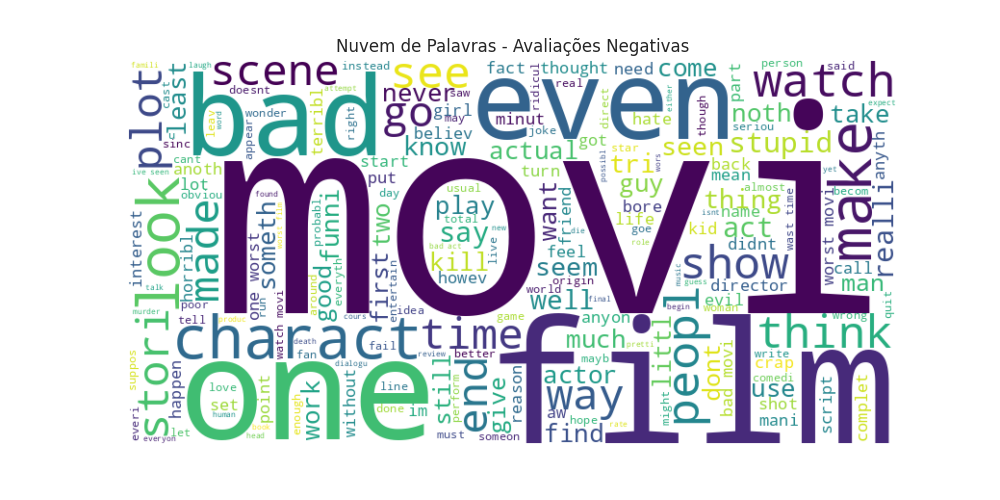 Nuvem de Palavras - Avaliações Negativas
movi
film
one
bad
even
charact
look
make
stori
plot
scene
see
watch
made
time
show
think
peopl
way
end
go
well
good
funni
someth
first
two
play
say
kill
seem
want
guy
thing
act
man
realli
take
noth
stupid
seen
tri
actual
come
never
know
believ
girl
minut
fact
thought
need
hate
part
person
said
least
cast
famili
laugh
instead
doesnt
wonder
appear
leav
word
terribl
attempt
right
saw
may
real
ridicul
joke
direct
got
star
either
though
seriou
expect
anyth
yet
sinc
cant
ive seen
anoth
lot
obviou
start
put
day
usual
total
bad act
howev
live
new
turn
back
mean
almost
name
possibl
wors
bore
life
friend
feel
goe
die
role
isnt
kid
didnt
becom
wast time
worst movi
call
director
evil
woman
music
guess
interest
horribl
poor
talk
tell
murder
suppos
happen
one worst
run
watch movi
found
worst film
around
probabl
everyth
entertain
idea
origin
world
game
final
anyon
much
begin
wrong
quit
fan
death
cours
dialogu
fail
review
better
produc
mayb
pretti
littl
might
dont
bad movi
write
crap
comedi
use
shot
mani
script
complet
love
set
human
point
enough
book
head
work
without
line
done
im
still
must
perform
someon
give
reason
actor
aw
hope
find
rate
everi
everyon
let